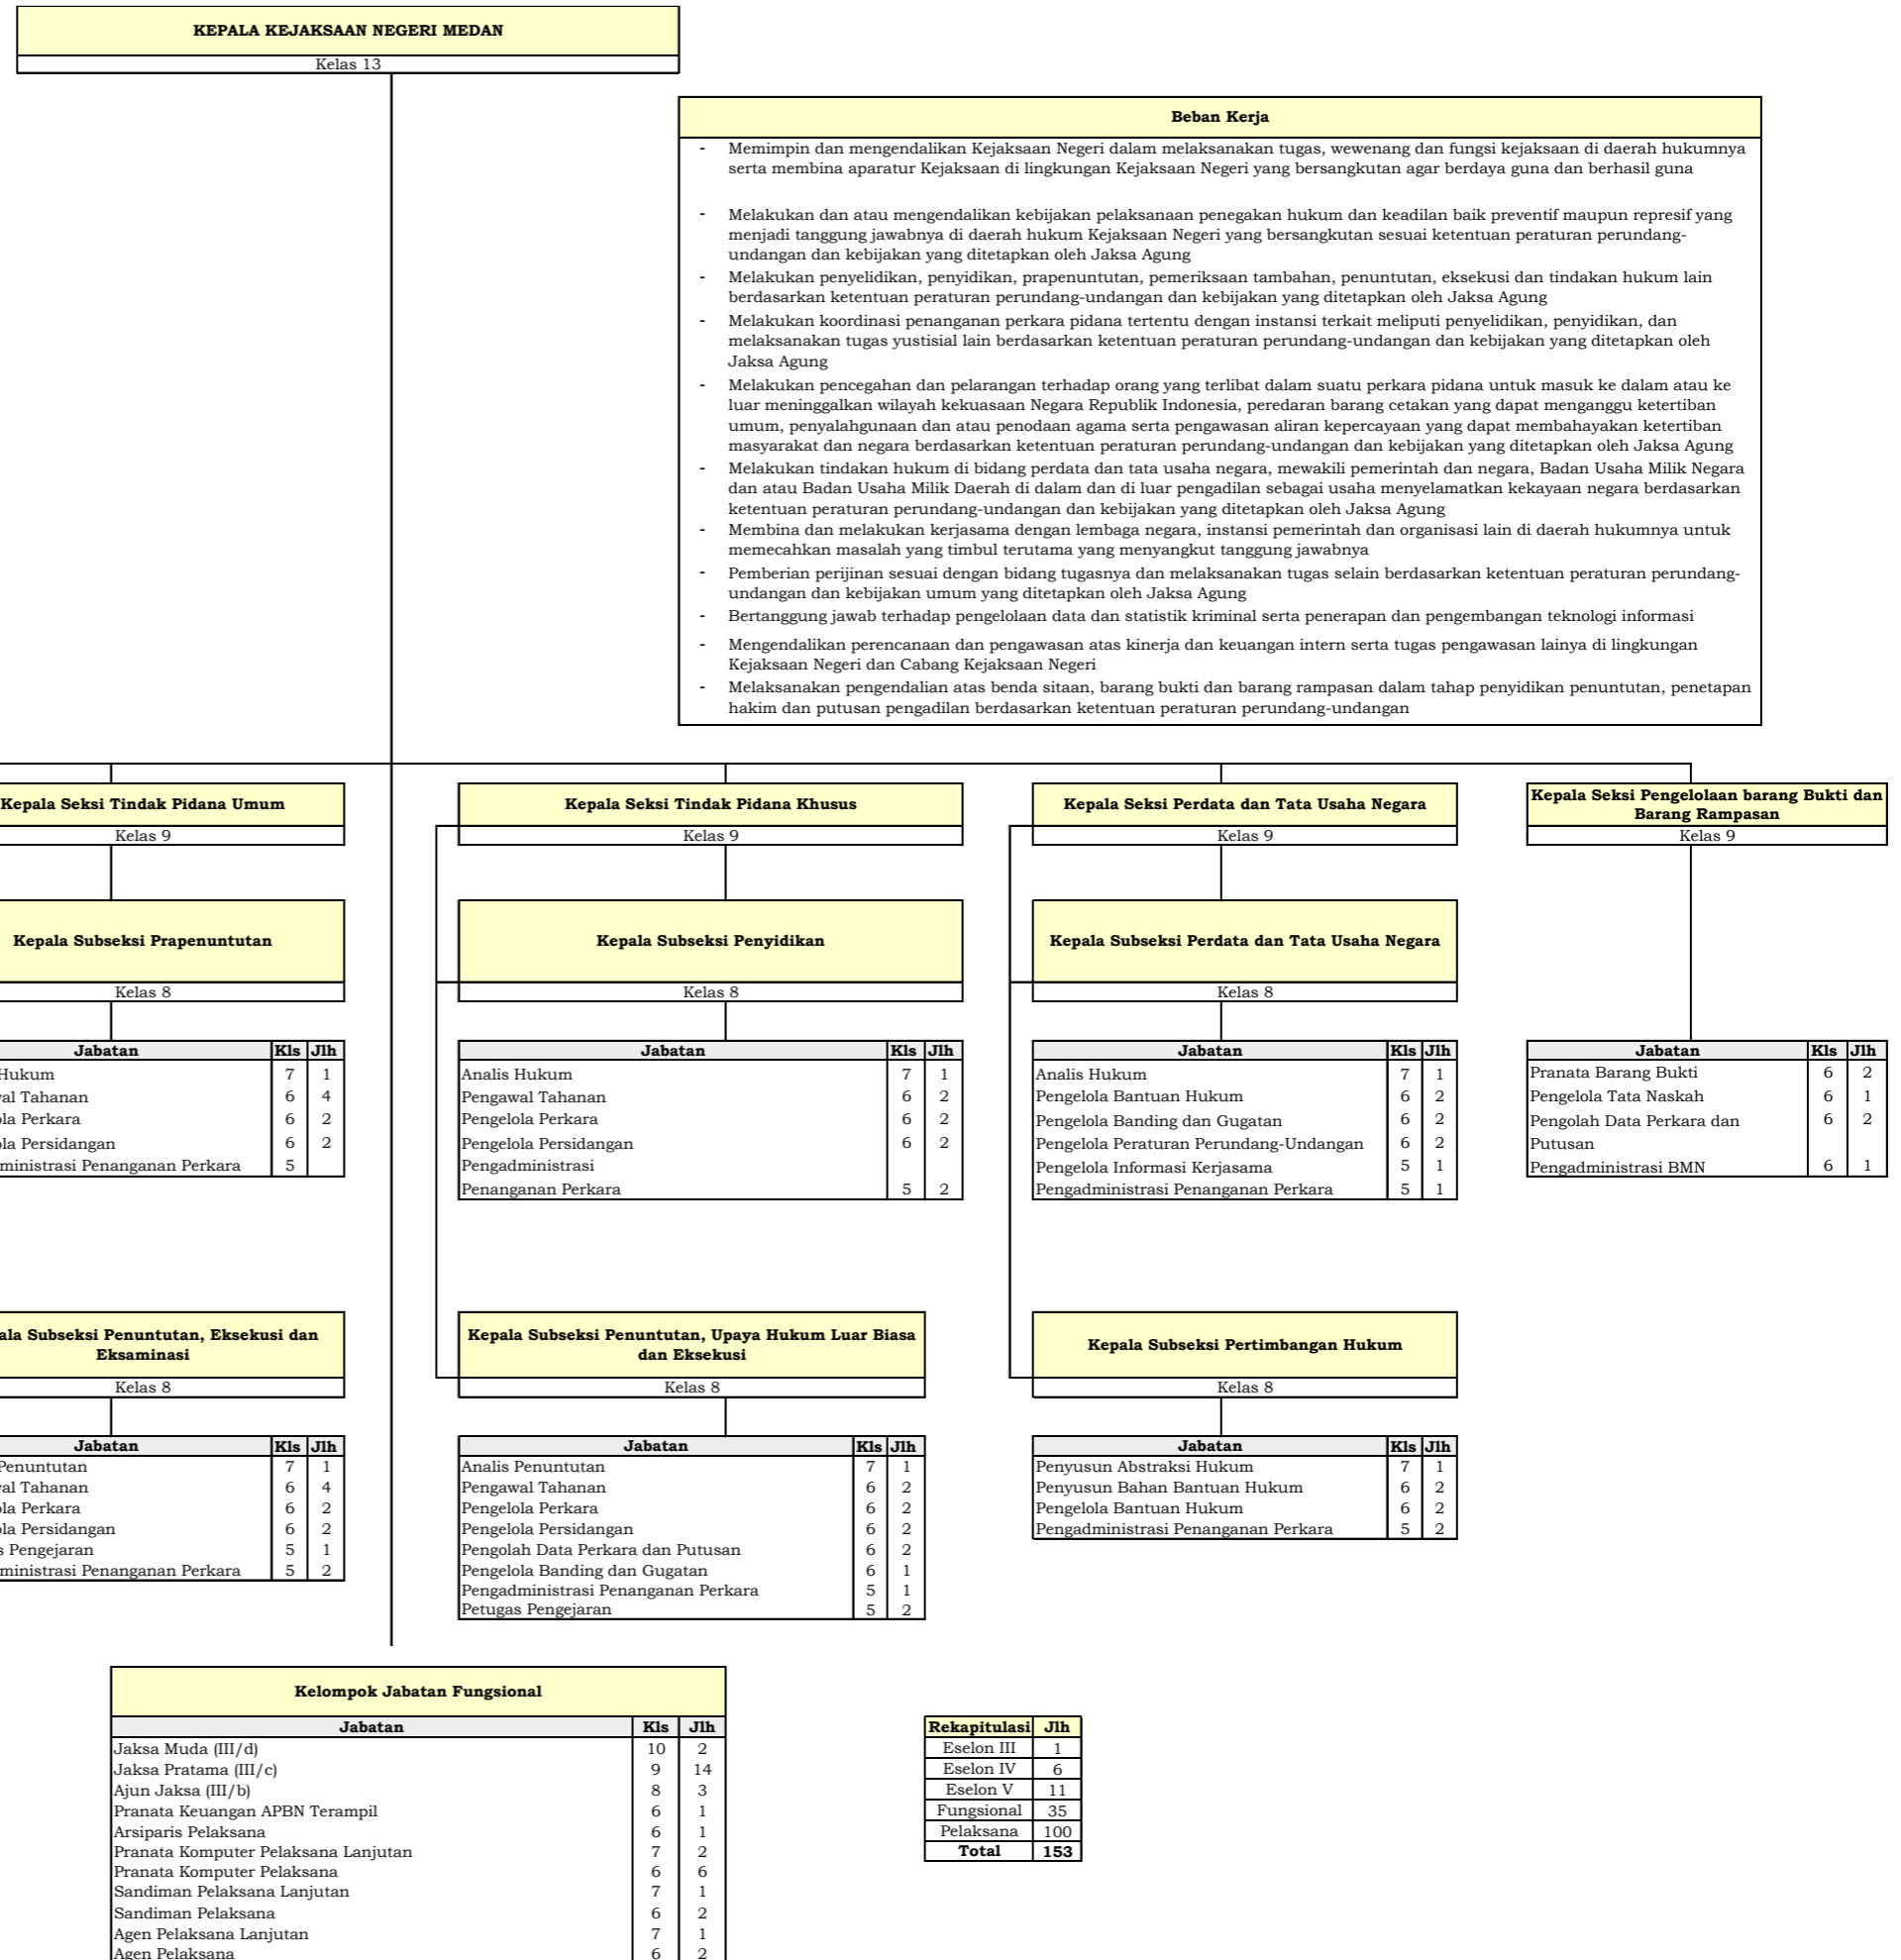 KEPALA KEJAKSAAN NEGERI MEDAN
Kelas 13
Beban Kerja
- Memimpin dan mengendalikan Kejaksaan Negeri dalam melaksanakan tugas, wewenang dan fungsi kejaksaan di daerah hukumnya
serta membina aparatur Kejaksaan di lingkungan Kejaksaan Negeri yang bersangkutan agar berdaya guna dan berhasil guna
- Melakukan dan atau mengendalikan kebijakan pelaksanaan penegakan hukum dan keadilan baik preventif maupun represif yang
menjadi tanggung jawabnya di daerah hukum Kejaksaan Negeri yang bersangkutan sesuai ketentuan peraturan perundang-
undangan dan kebijakan yang ditetapkan oleh Jaksa Agung
- Melakukan penyelidikan, penyidikan, prapenuntutan, pemeriksaan tambahan, penuntutan, eksekusi dan tindakan hukum lain
berdasarkan ketentuan peraturan perundang-undangan dan kebijakan yang ditetapkan oleh Jaksa Agung
- Melakukan koordinasi penanganan perkara pidana tertentu dengan instansi terkait meliputi penyelidikan, penyidikan, dan
melaksanakan tugas yustisial lain berdasarkan ketentuan peraturan perundang-undangan dan kebijakan yang ditetapkan oleh
Jaksa Agung
- Melakukan pencegahan dan pelarangan terhadap orang yang terlibat dalam suatu perkara pidana untuk masuk ke dalam atau ke
luar meninggalkan wilayah kekuasaan Negara Republik Indonesia, peredaran barang cetakan yang dapat menganggu ketertiban
umum, penyalahgunaan dan atau penodaan agama serta pengawasan aliran kepercayaan yang dapat membahayakan ketertiban
masyarakat dan negara berdasarkan ketentuan peraturan perundang-undangan dan kebijakan yang ditetapkan oleh Jaksa Agung
- Melakukan tindakan hukum di bidang perdata dan tata usaha negara, mewakili pemerintah dan negara, Badan Usaha Milik Negara
dan atau Badan Usaha Milik Daerah di dalam dan di luar pengadilan sebagai usaha menyelamatkan kekayaan negara berdasarkan
ketentuan peraturan perundang-undangan dan kebijakan yang ditetapkan oleh Jaksa Agung
- Membina dan melakukan kerjasama dengan lembaga negara, instansi pemerintah dan organisasi lain di daerah hukumnya untuk
memecahkan masalah yang timbul terutama yang menyangkut tanggung jawabnya
- Pemberian perijinan sesuai dengan bidang tugasnya dan melaksanakan tugas selain berdasarkan ketentuan peraturan perundang-
undangan dan kebijakan umum yang ditetapkan oleh Jaksa Agung
- Bertanggung jawab terhadap pengelolaan data dan statistik kriminal serta penerapan dan pengembangan teknologi informasi
- Mengendalikan perencanaan dan pengawasan atas kinerja dan keuangan intern serta tugas pengawasan lainya di lingkungan
Kejaksaan Negeri dan Cabang Kejaksaan Negeri
- Melaksanakan pengendalian atas benda sitaan, barang bukti dan barang rampasan dalam tahap penyidikan penuntutan, penetapan
hakim dan putusan pengadilan berdasarkan ketentuan peraturan perundang-undangan
Kepala Seksi Tindak Pidana Umum
Kelas 9
Kepala Subseksi Prapenuntutan
Kelas 8
Jabatan Kls Jlh
Hukum 7 1
al Tahanan 6 4
la Perkara 6 2
la Persidangan 6 2
ministrasi Penanganan Perkara 5
ala Subseksi Penuntutan, Eksekusi dan
Eksaminasi
Kelas 8
Jabatan Kls Jlh
Penuntutan 7 1
al Tahanan 6 4
la Perkara 6 2
la Persidangan 6 2
s Pengejaran 5 1
ministrasi Penanganan Perkara 5 2
Kepala Seksi Tindak Pidana Khusus
Kelas 9
Kepala Subseksi Penyidikan
Kelas 8
Jabatan Kls Jlh
Analis Hukum 7 1
Pengawal Tahanan 6 2
Pengelola Perkara 6 2
Pengelola Persidangan 6 2
Pengadministrasi
Penanganan Perkara 5 2
Kepala Subseksi Penuntutan, Upaya Hukum Luar Biasa
dan Eksekusi
Kelas 8
Jabatan Kls Jlh
Analis Penuntutan 7 1
Pengawal Tahanan 6 2
Pengelola Perkara 6 2
Pengelola Persidangan 6 2
Pengolah Data Perkara dan Putusan 6 2
Pengelola Banding dan Gugatan 6 1
Pengadministrasi Penanganan Perkara 5 1
Petugas Pengejaran 5 2
Kepala Seksi Perdata dan Tata Usaha Negara
Kelas 9
Kepala Subseksi Perdata dan Tata Usaha Negara
Kelas 8
Jabatan Kls Jlh
Analis Hukum 7 1
Pengelola Bantuan Hukum 6 2
Pengelola Banding dan Gugatan 6 2
Pengelola Peraturan Perundang-Undangan 6 2
Pengelola Informasi Kerjasama 5 1
Pengadministrasi Penanganan Perkara 5 1
Kepala Subseksi Pertimbangan Hukum
Kelas 8
Jabatan Kls Jlh
Penyusun Abstraksi Hukum 7 1
Penyusun Bahan Bantuan Hukum 6 2
Pengelola Bantuan Hukum 6 2
Pengadministrasi Penanganan Perkara 5 2
Kepala Seksi Pengelolaan barang Bukti dan
Barang Rampasan
Kelas 9
Jabatan Kls Jlh
Pranata Barang Bukti 6 2
Pengelola Tata Naskah 6 1
Pengolah Data Perkara dan 6 2
Putusan
Pengadministrasi BMN 6 1
Kelompok Jabatan Fungsional
Jabatan Kls Jlh
Jaksa Muda (III/d) 10 2
Jaksa Pratama (III/c) 9 14
Ajun Jaksa (III/b) 8 3
Pranata Keuangan APBN Terampil 6 1
Arsiparis Pelaksana 6 1
Pranata Komputer Pelaksana Lanjutan 7 2
Pranata Komputer Pelaksana 6 6
Sandiman Pelaksana Lanjutan 7 1
Sandiman Pelaksana 6 2
Agen Pelaksana Lanjutan 7 1
Agen Pelaksana 6 2
Rekapitulasi Jlh
Eselon III 1
Eselon IV 6
Eselon V 11
Fungsional 35
Pelaksana 100
Total 153